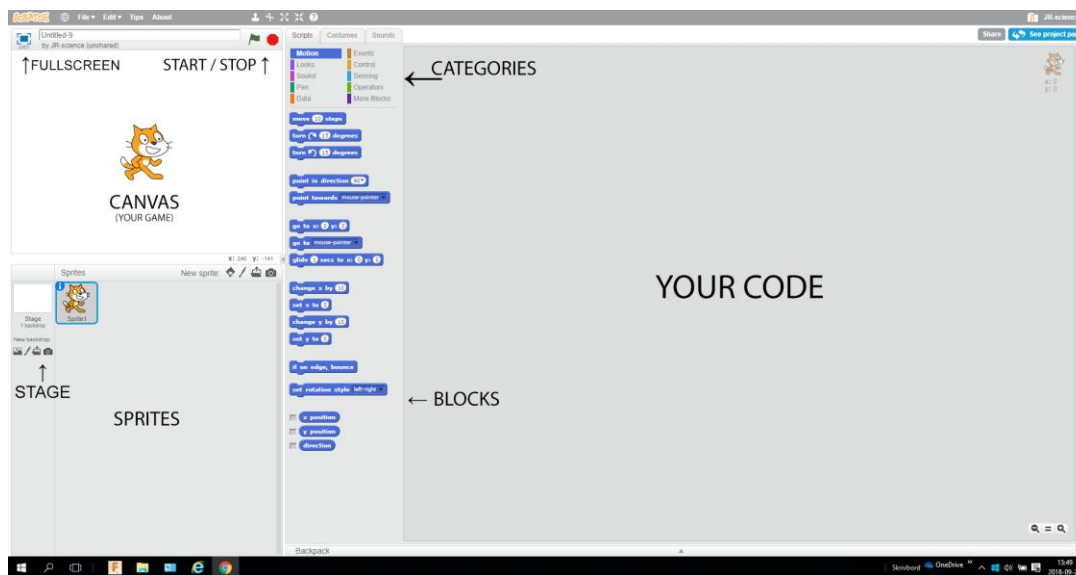 SCRATCH File Edit Tips About
Untitled-9
by JR-science (unshared)
↑FULLSCREEN START / STOP ↑
CANVAS
(YOUR GAME)
x: 240 y: -141
Sprites New sprite:
Stage
1 backdrop
New backdrop:
Sprite1
↑
STAGE
SPRITES
Scripts Costumes Sounds
Motion Events
Looks Control
Sound Sensing
Pen Operators
Data More Blocks
← CATEGORIES
move 10 steps
turn 15 degrees
turn 15 degrees
point in direction 90
point towards mouse-pointer
go to x: 0 y: 0
go to mouse-pointer
glide 1 secs to x: 0 y: 0
change x by 10
set x to 0
change y by 10
set y to 0
if on edge, bounce
set rotation style left-right
← BLOCKS
x position
y position
direction
Backpack
JR-scienc
Share See project pa
x: 0
y: 0
YOUR CODE
Skrivbord OneDrive
13:49